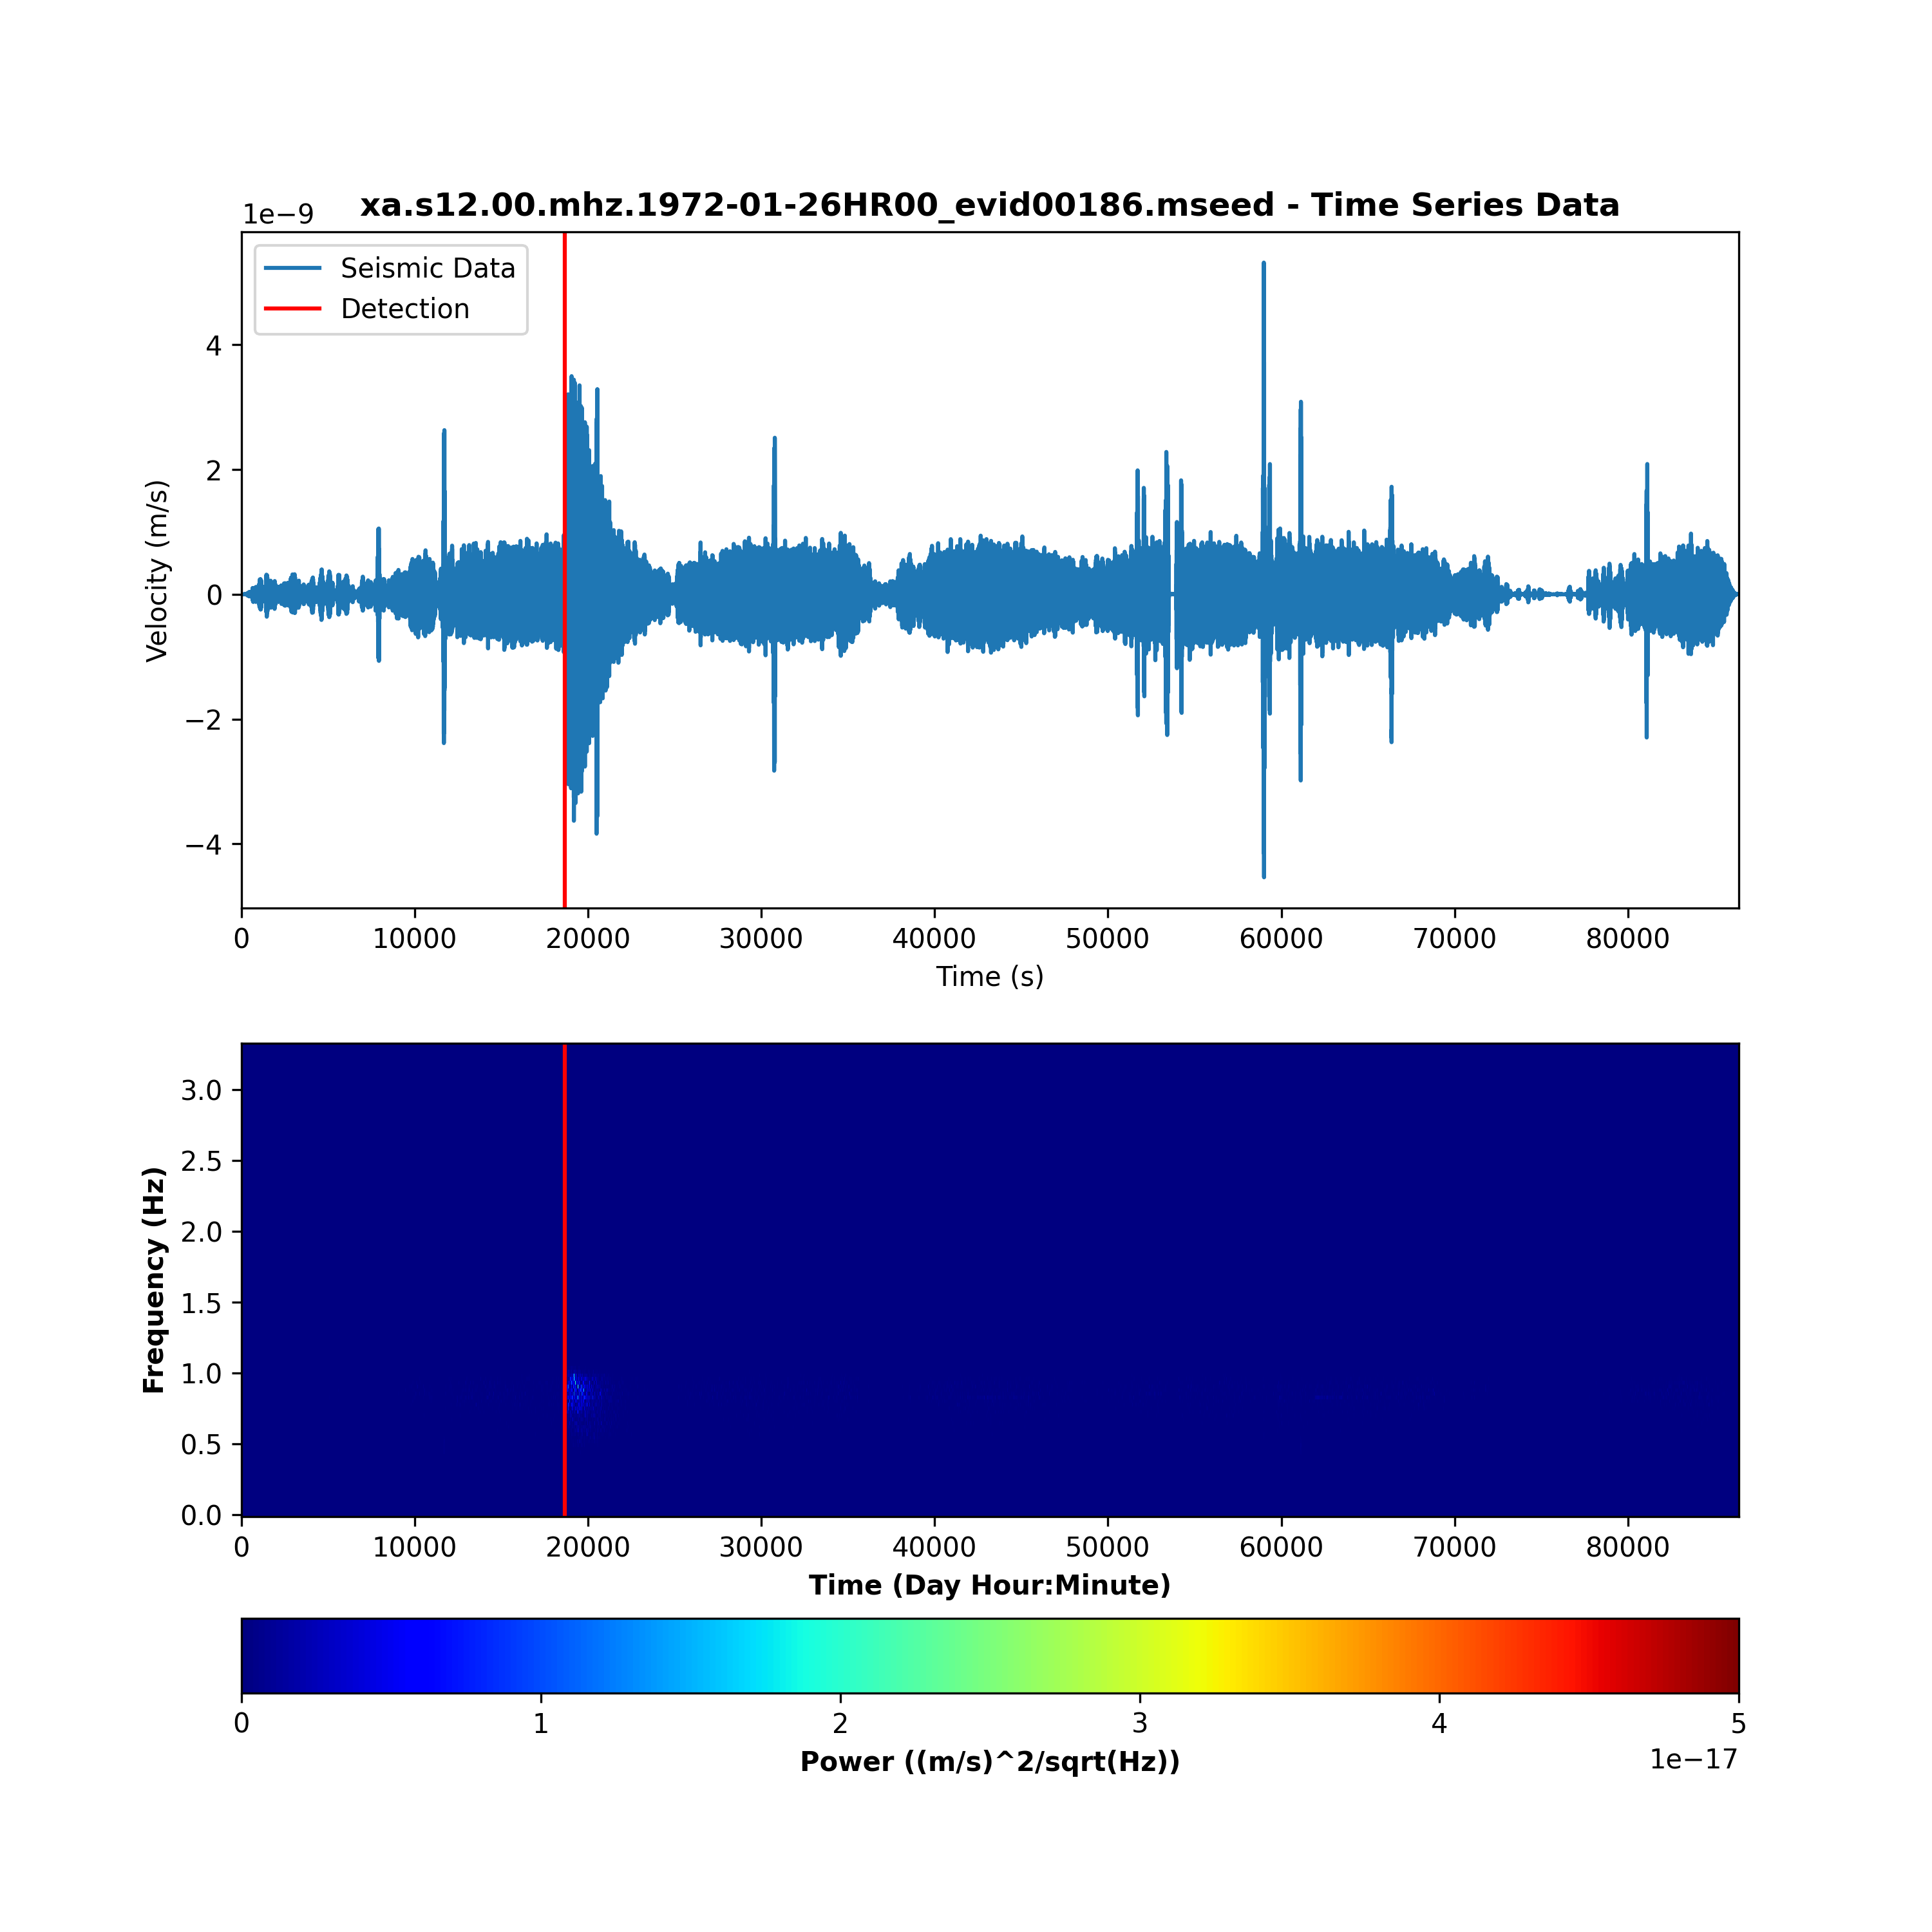 xa.s12.00.mhz.1972-01-26HR00_evid00186.mseed - Time Series Data
1e−9
Seismic Data
Detection
4
2
0
−2
−4
Velocity (m/s)
0 10000 20000 30000 40000 50000 60000 70000 80000
Time (s)
3.0
2.5
2.0
1.5
1.0
0.5
0.0
Frequency (Hz)
0 10000 20000 30000 40000 50000 60000 70000 80000
Time (Day Hour:Minute)
0 1 2 3 4 5
Power ((m/s)^2/sqrt(Hz))
1e−17